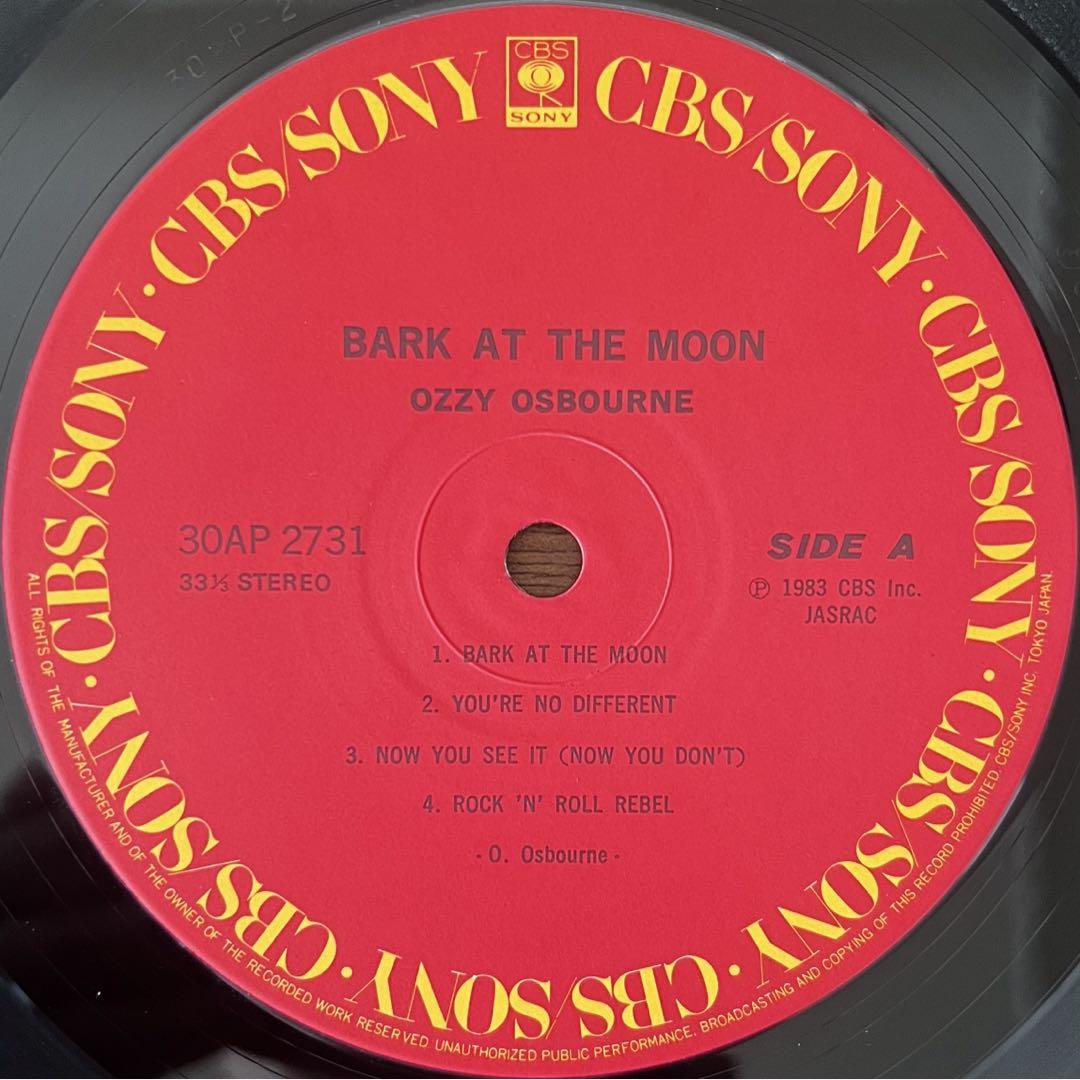 CBS
SONY
CBS/SONY · CBS/SONY · CBS/SONY · CBS/SONY · CBS/SONY · CBS/SONY · CBS/SONY · CBS/SONY
BARK AT THE MOON
OZZY OSBOURNE
30AP 2731
33⅓ STEREO
SIDE A
Ⓟ 1983 CBS Inc.
JASRAC
1. BARK AT THE MOON
2. YOU'RE NO DIFFERENT
3. NOW YOU SEE IT (NOW YOU DON'T)
4. ROCK 'N' ROLL REBEL
- O. Osbourne -
ALL RIGHTS OF THE MANUFACTURER AND OF THE OWNER OF THE RECORDED WORK RESERVED UNAUTHORIZED PUBLIC PERFORMANCE, BROADCASTING AND COPYING OF THIS RECORD PROHIBITED. CBS/SONY INC. TOKYO JAPAN.